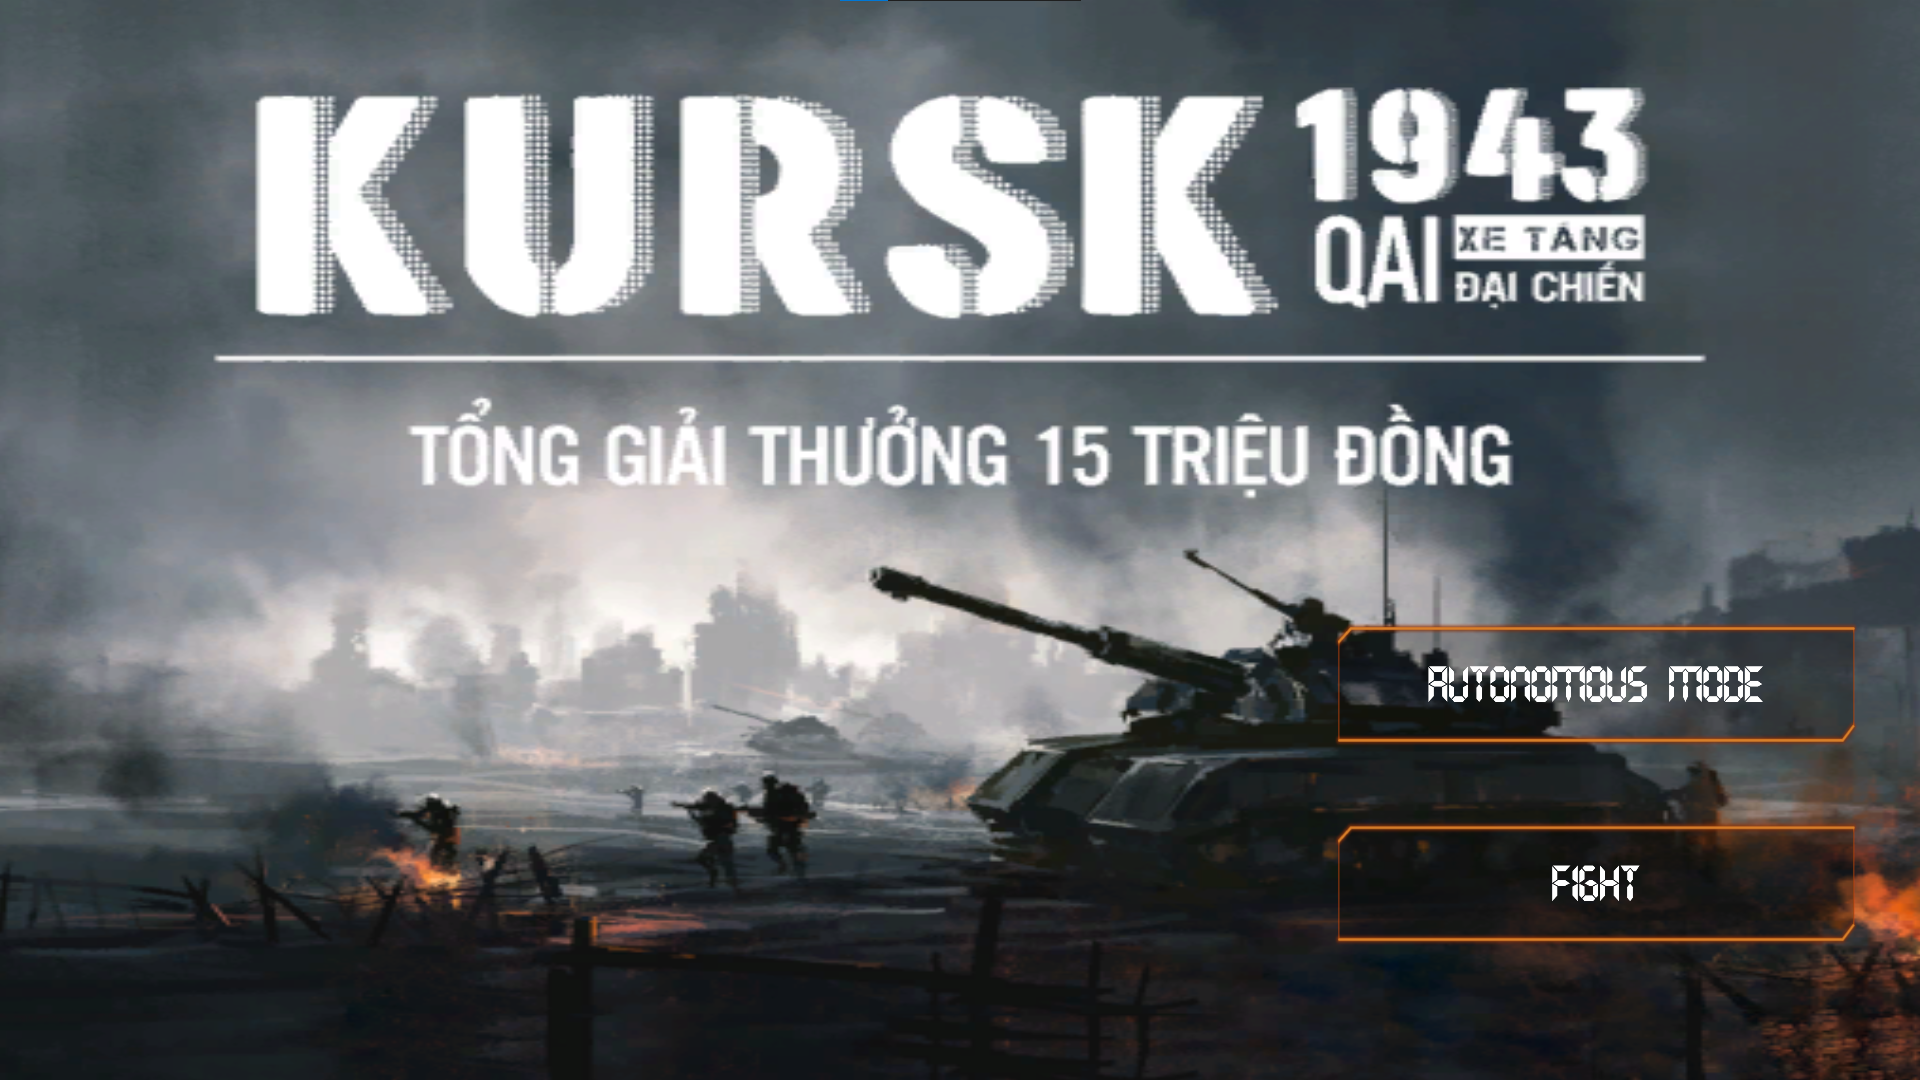 KURSK 1943
QAI XE TĂNG
ĐẠI CHIẾN
TỔNG GIẢI THƯỞNG 15 TRIỆU ĐỒNG
AUTONOMOUS MODE
FIGHT